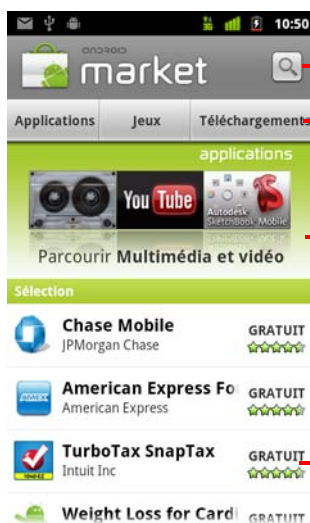 10:50
android
market
Applications Jeux Téléchargements
applications
You Tube
Autodesk
SketchBook Mobile
Parcourir Multimédia et vidéo
Sélection
Chase Mobile GRATUIT
JPMorgan Chase
American Express Fo GRATUIT
American Express
TurboTax SnapTax GRATUIT
Intuit Inc
Weight Loss for Cardi GRATUIT